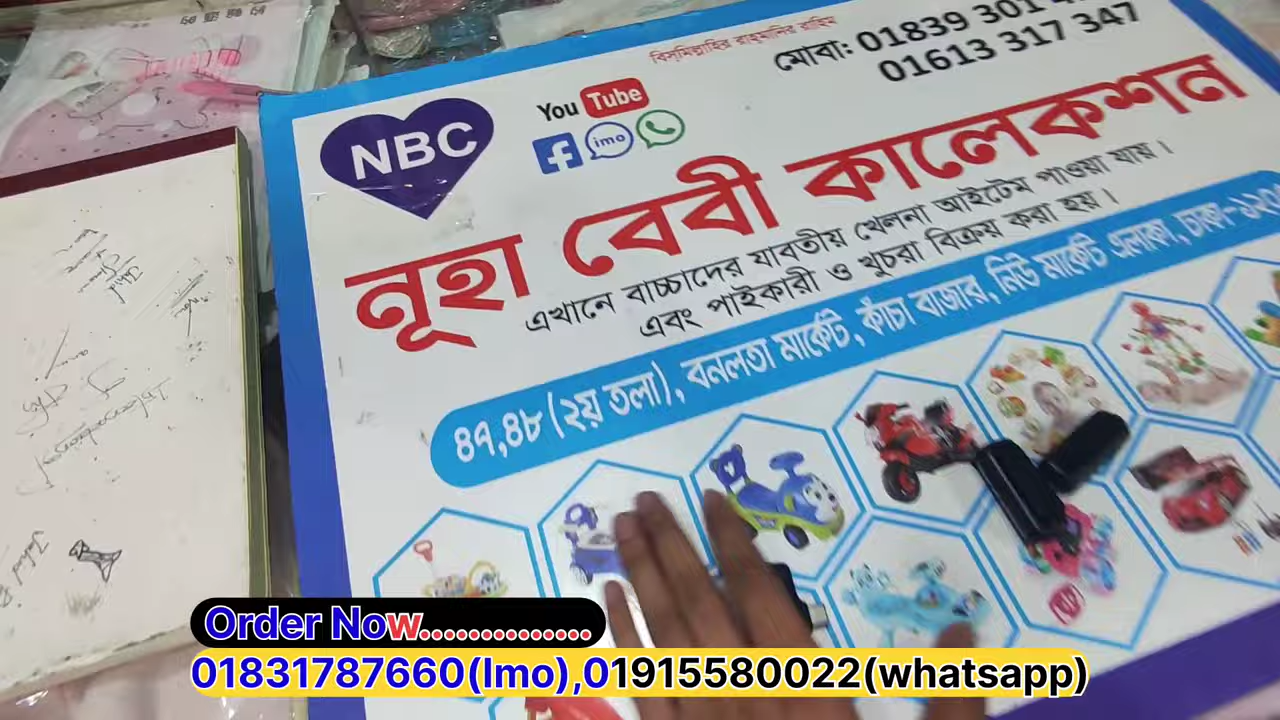 বিস্‌মিল্লাহির রাহ্‌মানির রাহিম
মোবা: 01839 301
01613 317 347
NBC
You Tube
f imo
নূহা বেবী কালেকশন
এখানে বাচ্চাদের যাবতীয় খেলনা আইটেম পাওয়া যায়।
এবং পাইকারী ও খুচরা বিক্রয় করা হয়।
৪৭,৪৮ (২য় তলা), বনলতা মার্কেট, কাঁচা বাজার, নিউ মার্কেট এলাকা, ঢাকা-১২০
Order Now..............
01831787660(Imo),01915580022(whatsapp)